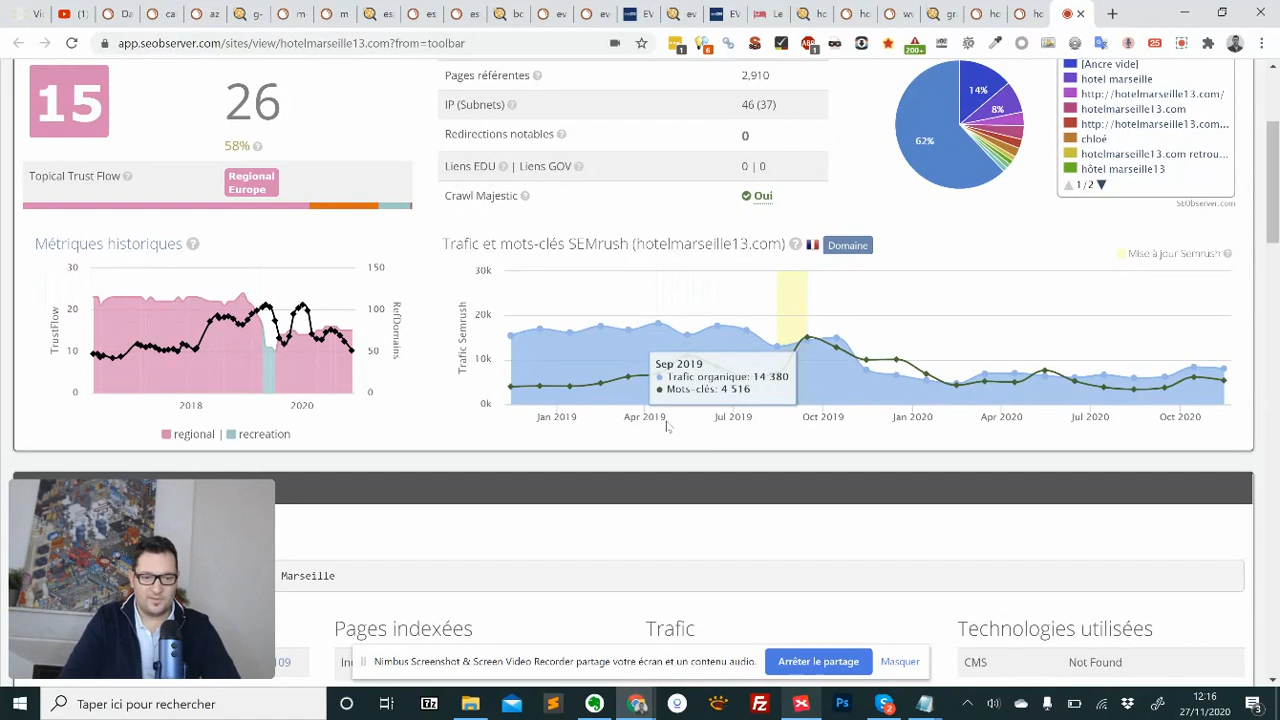 app.seobserver.com/sites/view/hotelmarseille13.com?from=toolbar
15
26
58%
Topical Trust Flow
Regional
Europe
Pages référentes
2,910
IP (Subnets)
46 (37)
Redirections notables
0
Liens EDU
Liens GOV
0 | 0
Crawl Majestic
Oui
14%
8%
62%
[Ancre vide]
hotel marseille
http://hotelmarseille13.com/
hotelmarseille13.com
http://hotelmarseille13.com...
chloé
hotelmarseille13.com retrou...
hôtel marseille13
1/2
SEObserver.com
Métriques historiques
30
20
10
0
TrustFlow
150
100
50
0
RefDomains
2018
2020
regional | recreation
Trafic et mots-clés SEMrush (hotelmarseille13.com)
Domaine
Mise à jour Semrush
30k
20k
10k
0k
Trafic Semrush
Sep 2019
Trafic organique: 14 380
Mots-clés: 4 516
Jan 2019
Apr 2019
Jul 2019
Oct 2019
Jan 2020
Apr 2020
Jul 2020
Oct 2020
Marseille
Pages indexées
Trafic
Technologies utilisées
109
CMS
Not Found
Nimbus Screenshot & Screen Video Recorder partage votre écran et un contenu audio.
Arrêter le partage
Masquer
Taper ici pour rechercher
12:16
27/11/2020